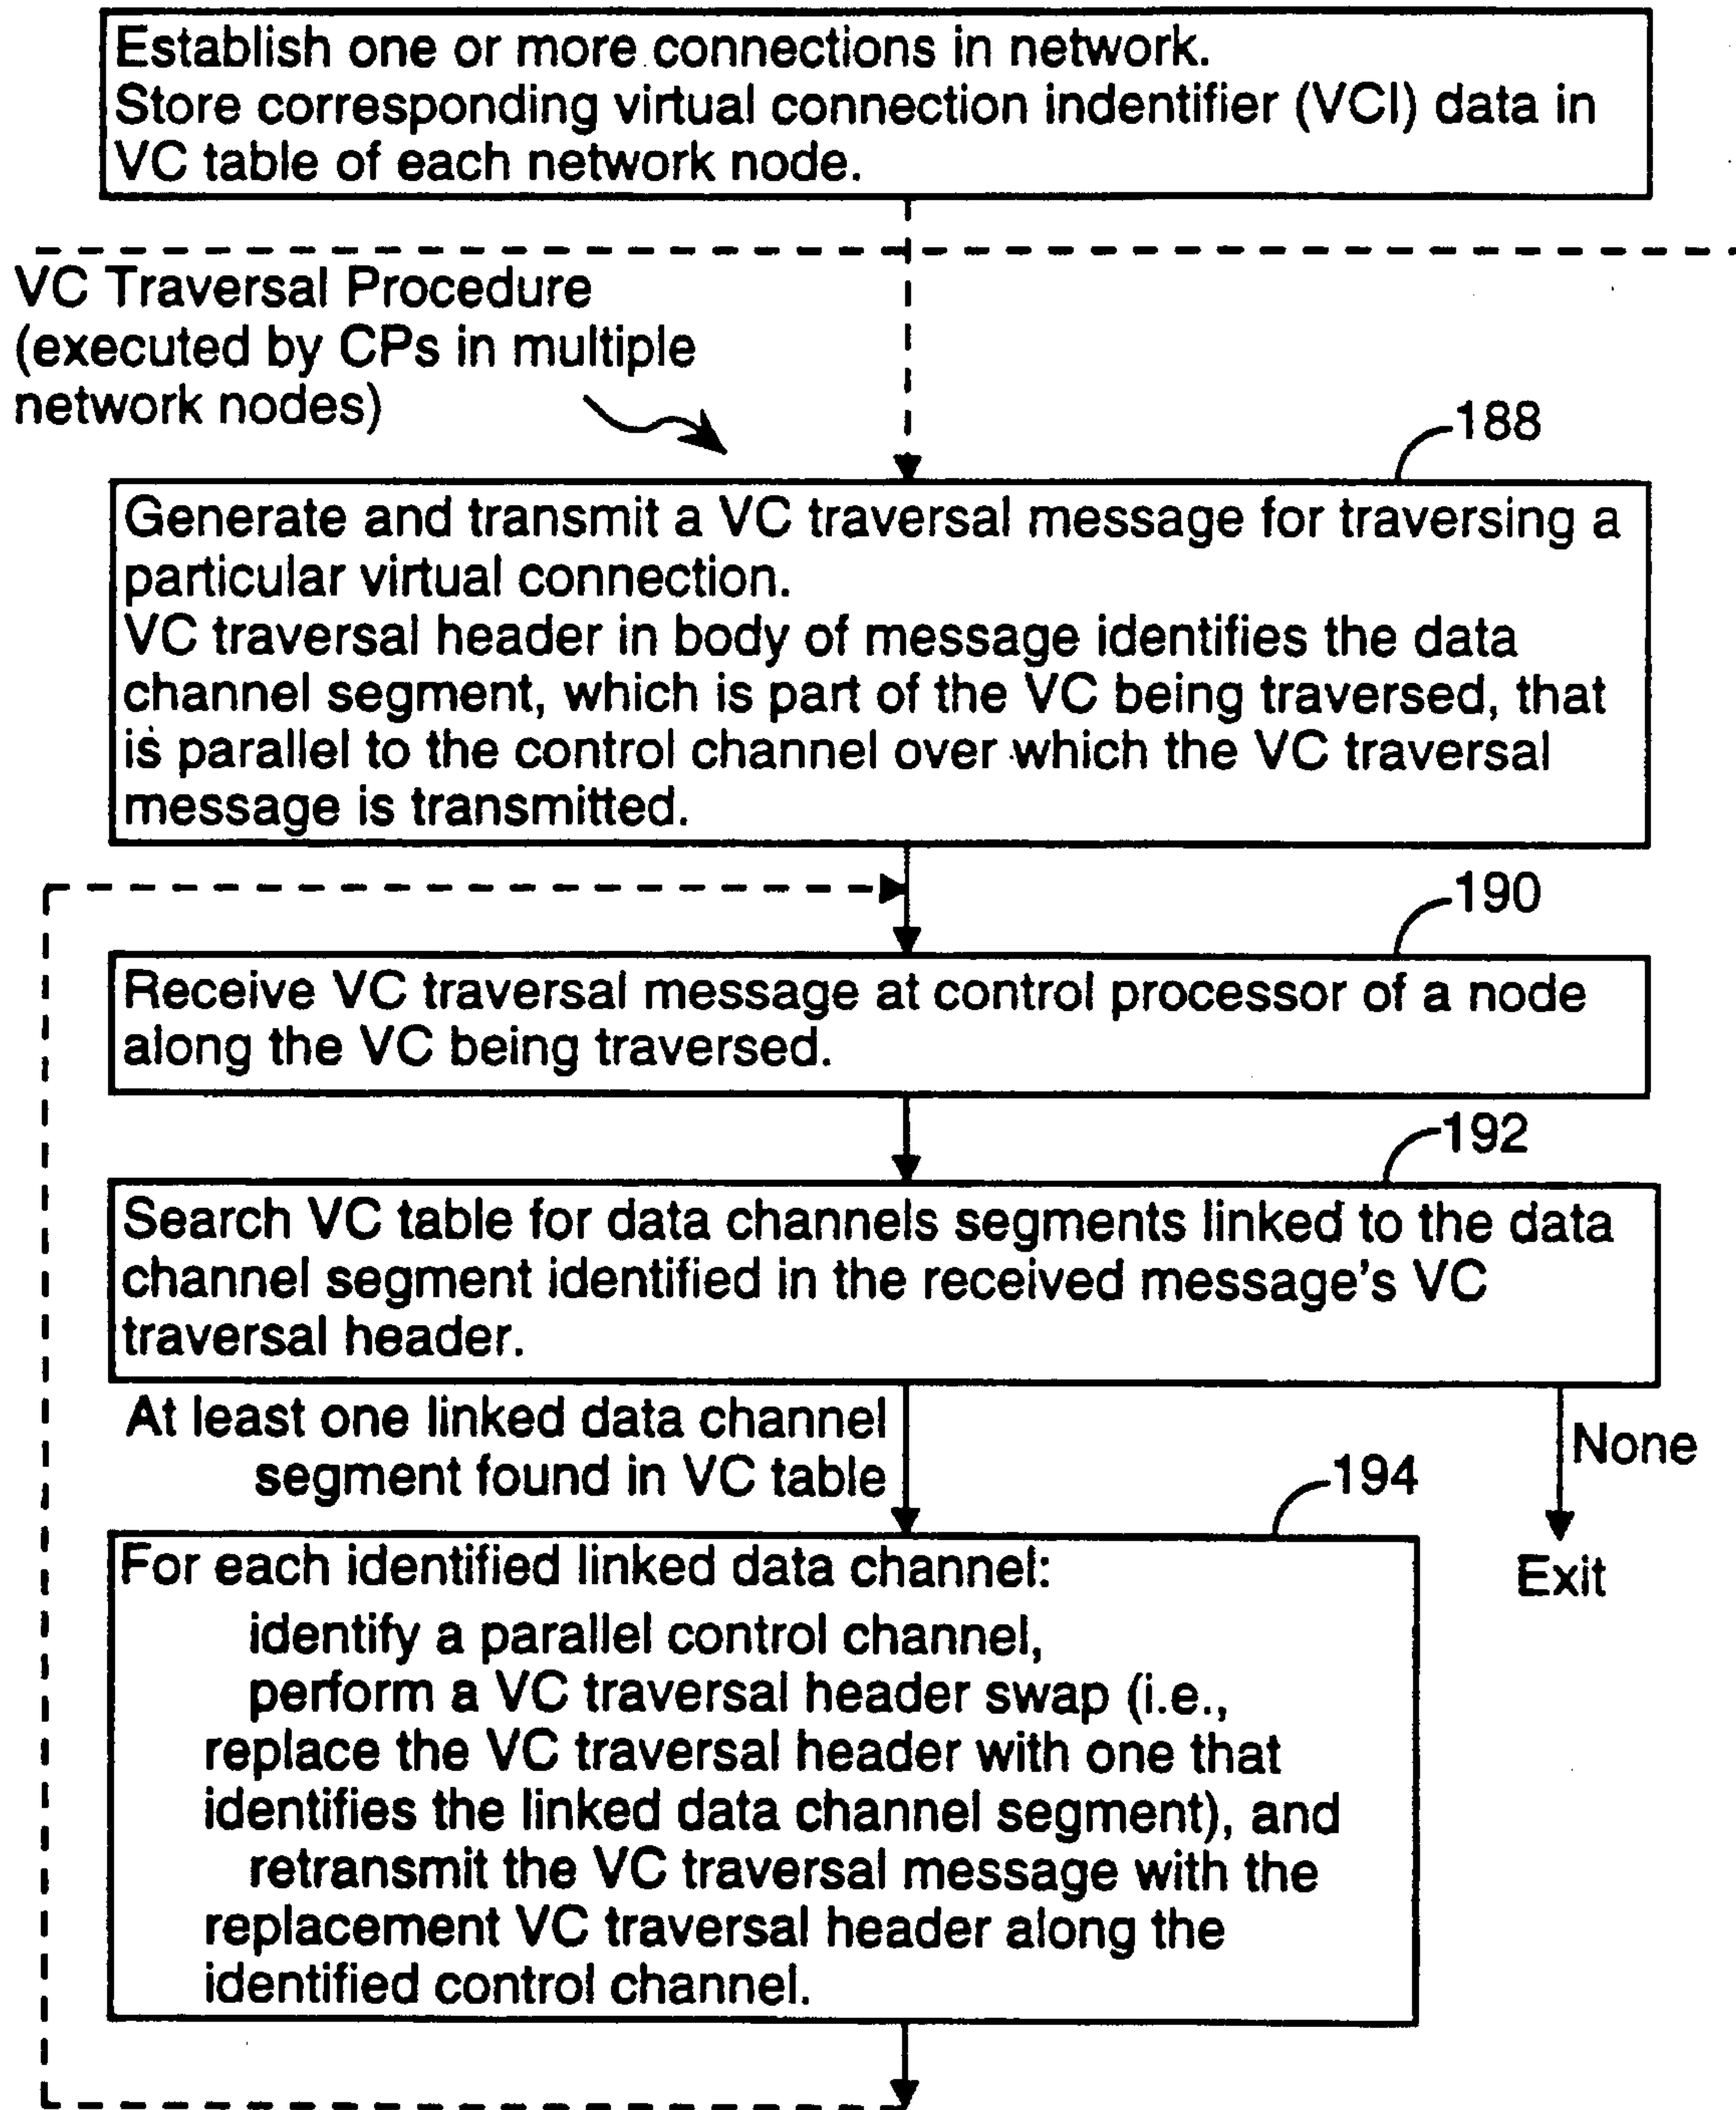 Establish one or more connections in network.
Store corresponding virtual connection indentifier (VCI) data in
VC table of each network node.
VC Traversal Procedure
(executed by CPs in multiple
network nodes)
188
Generate and transmit a VC traversal message for traversing a
particular virtual connection.
VC traversal header in body of message identifies the data
channel segment, which is part of the VC being traversed, that
is parallel to the control channel over which the VC traversal
message is transmitted.
190
Receive VC traversal message at control processor of a node
along the VC being traversed.
192
Search VC table for data channels segments linked to the data
channel segment identified in the received message's VC
traversal header.
At least one linked data channel
segment found in VC table
None
Exit
194
For each identified linked data channel:
identify a parallel control channel,
perform a VC traversal header swap (i.e.,
replace the VC traversal header with one that
identifies the linked data channel segment), and
retransmit the VC traversal message with the
replacement VC traversal header along the
identified control channel.